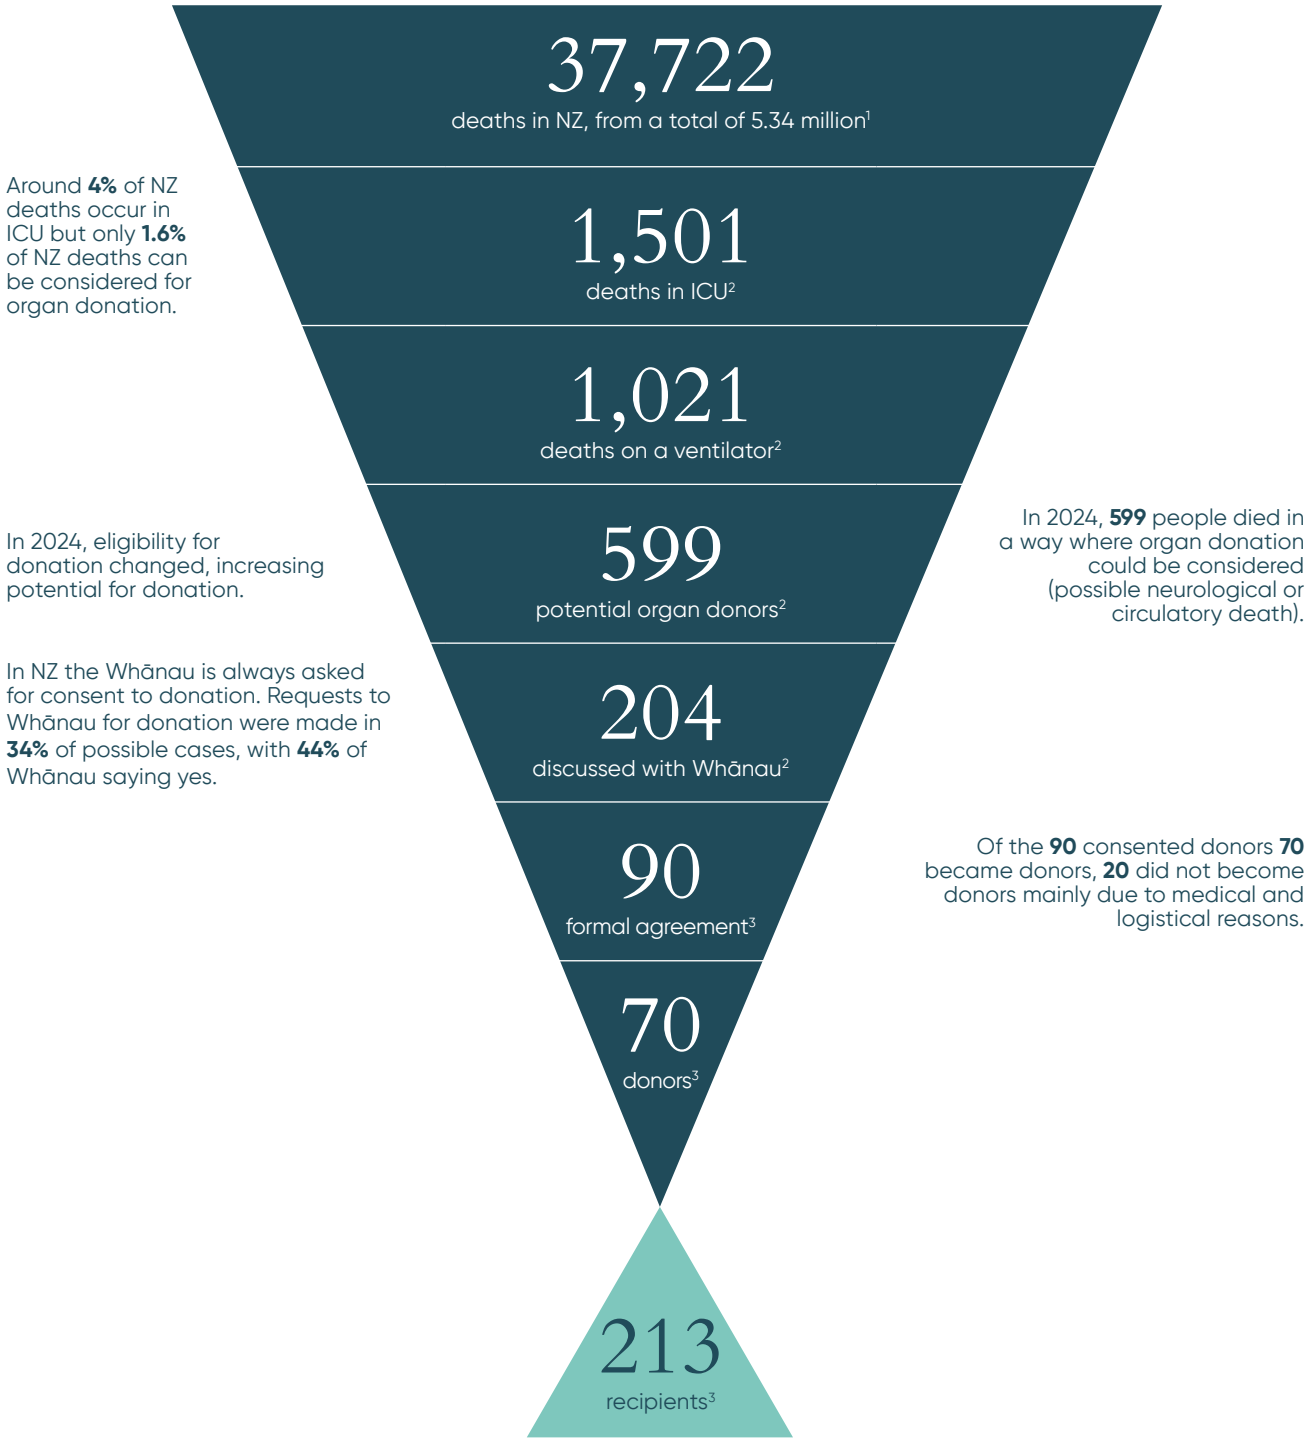 37,722
deaths in NZ, from a total of 5.34 million¹
Around 4% of NZ
deaths occur in
ICU but only 1.6%
of NZ deaths can
be considered for
organ donation.
1,501
deaths in ICU²
1,021
deaths on a ventilator²
In 2024, eligibility for
donation changed, increasing
potential for donation.
599
potential organ donors²
In 2024, 599 people died in
a way where organ donation
could be considered
(possible neurological or
circulatory death).
In NZ the Whānau is always asked
for consent to donation. Requests to
Whānau for donation were made in
34% of possible cases, with 44% of
Whānau saying yes.
204
discussed with Whānau²
90
formal agreement³
Of the 90 consented donors 70
became donors, 20 did not become
donors mainly due to medical and
logistical reasons.
70
donors³
213
recipients³